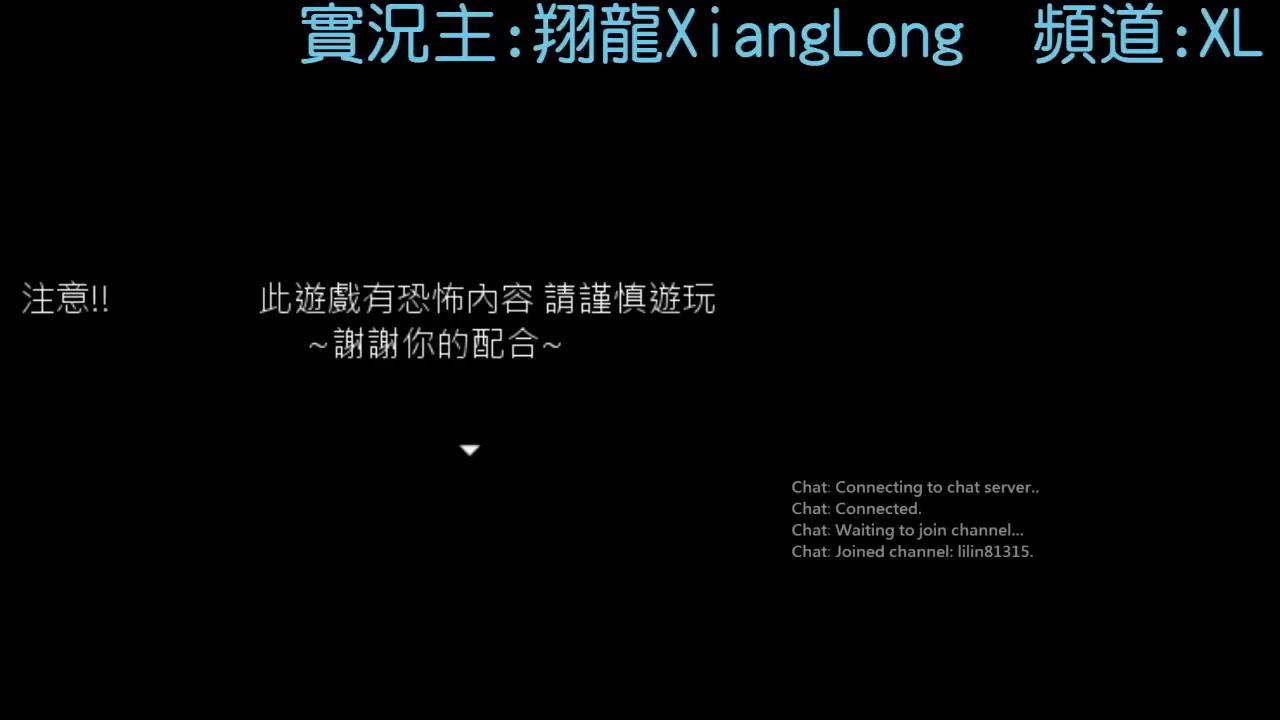 實況主:翔龍XiangLong 頻道:XL
注意!! 此遊戲有恐怖內容 請謹慎遊玩
~謝謝你的配合~
Chat: Connecting to chat server..
Chat: Connected.
Chat: Waiting to join channel...
Chat: Joined channel: lilin81315.